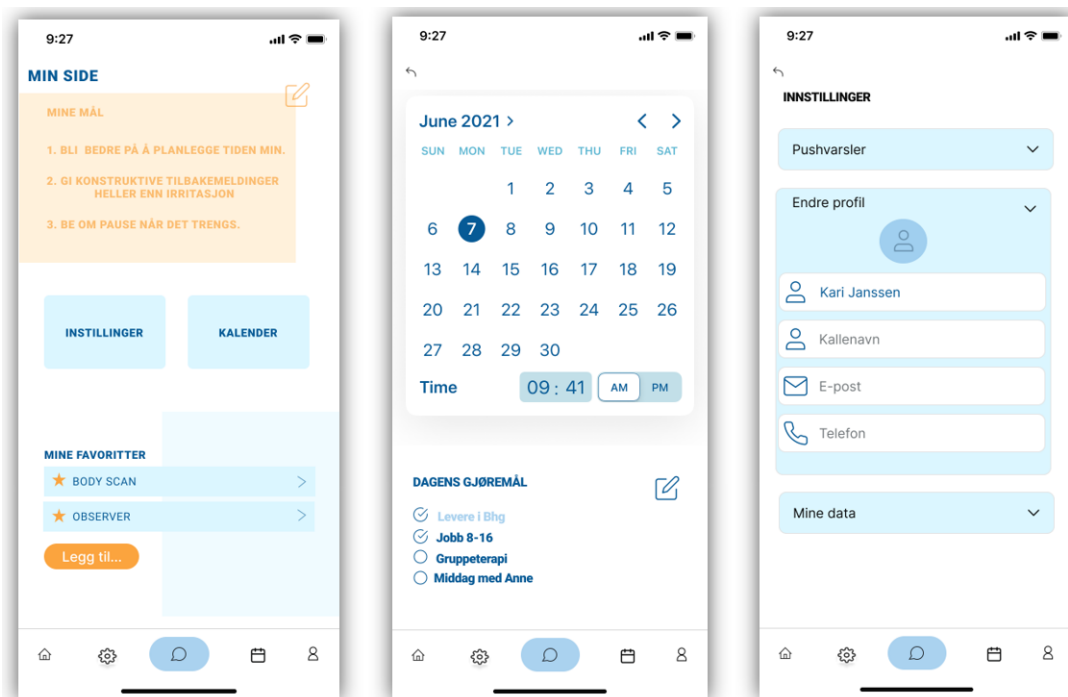 9:27
MIN SIDE
MINE MÅL
1. BLI BEDRE PÅ Å PLANLEGGE TIDEN MIN.
2. GI KONSTRUKTIVE TILBAKEMELDINGER
HELLER ENN IRRITASJON
3. BE OM PAUSE NÅR DET TRENGS.
INSTILLINGER
KALENDER
MINE FAVORITTER
BODY SCAN
OBSERVER
Legg til...
9:27
June 2021
SUN MON TUE WED THU FRI SAT
1 2 3 4 5
6 7 8 9 10 11 12
13 14 15 16 17 18 19
20 21 22 23 24 25 26
27 28 29 30
Time 09:41 AM PM
DAGENS GJØREMÅL
Levere i Bhg
Jobb 8-16
Gruppeterapi
Middag med Anne
9:27
INNSTILLINGER
Pushvarsler
Endre profil
Kari Janssen
Kallenavn
E-post
Telefon
Mine data